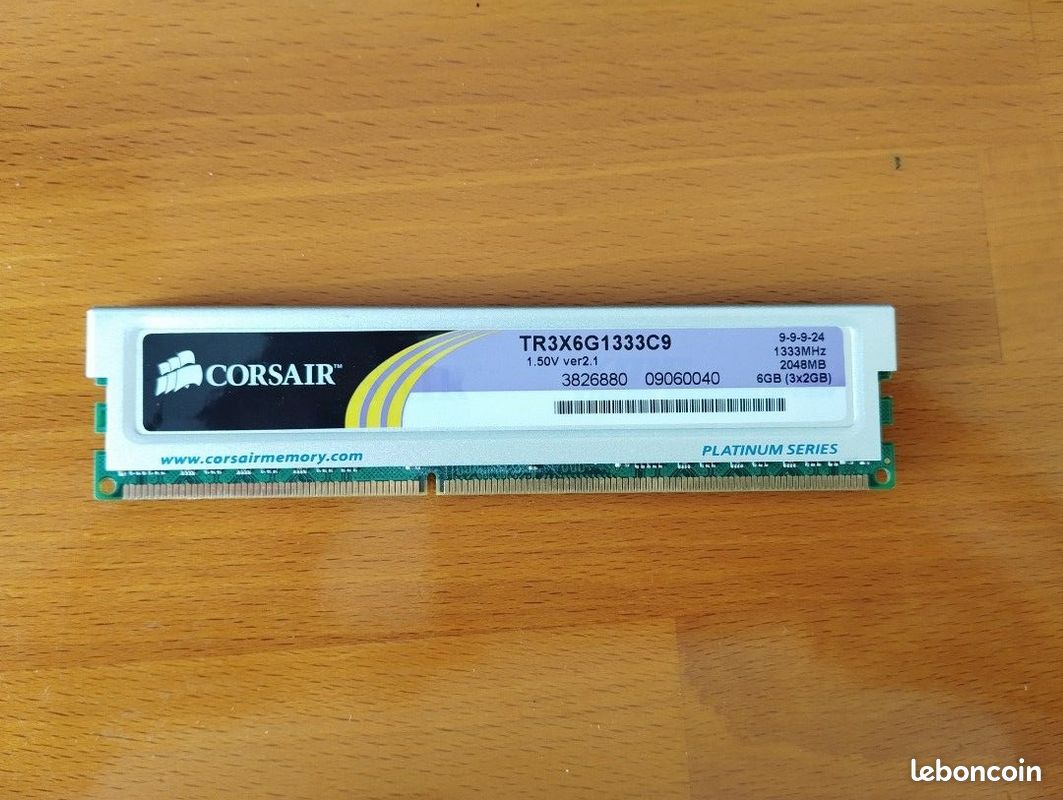 CORSAIR™
TR3X6G1333C9
1.50V ver2.1
3826880 09060040
9-9-9-24
1333MHz
2048MB
6GB (3x2GB)
www.corsairmemory.com
PLATINUM SERIES
leboncoin